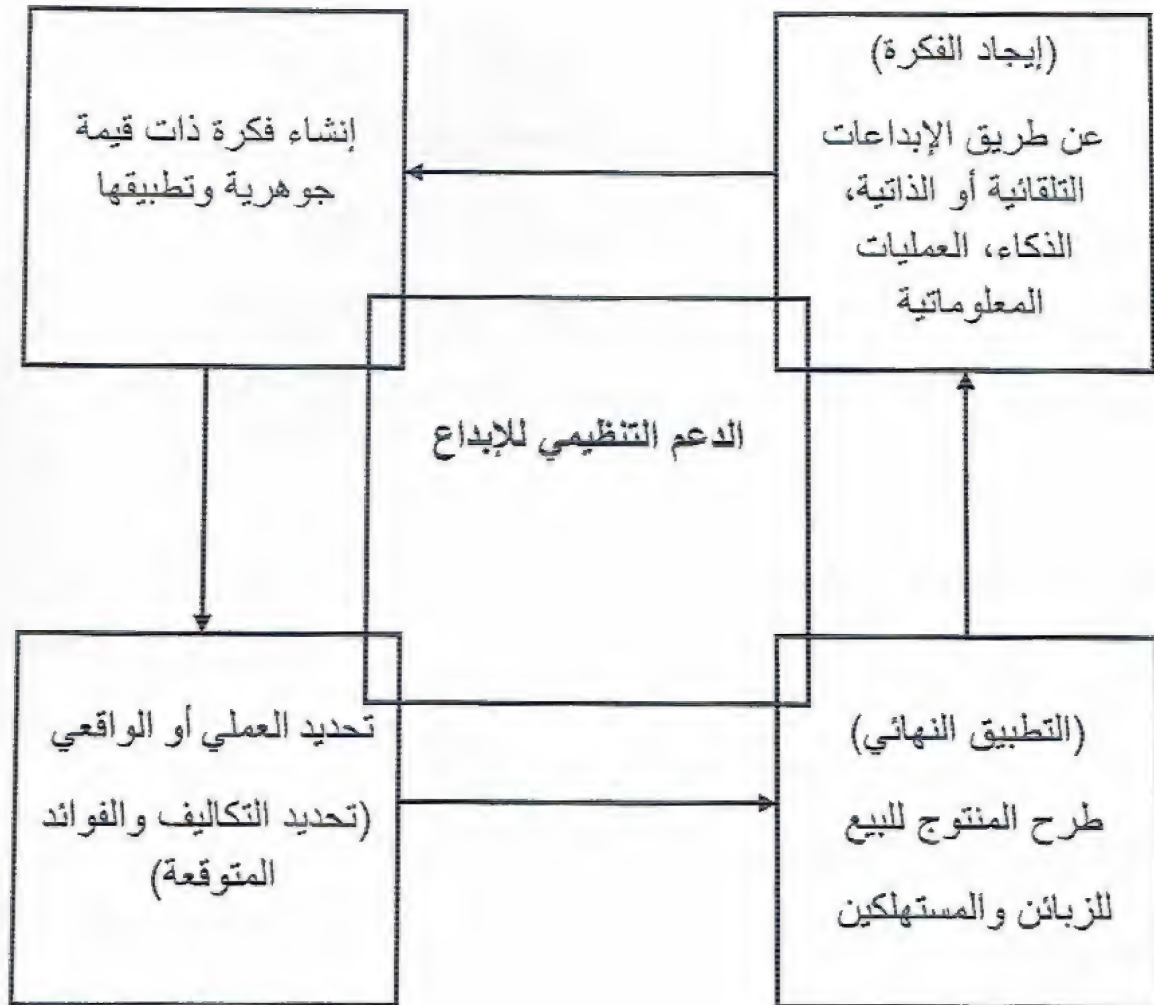 (إيجاد الفكرة)
عن طريق الإبداعات
التلقائية أو الذاتية،
الذكاء، العمليات
المعلوماتية
إنشاء فكرة ذات قيمة
جوهرية وتطبيقها
الدعم التنظيمي للإبداع
تحديد العملي أو الواقعي
(تحديد التكاليف والفوائد
المتوقعة)
(التطبيق النهائي)
طرح المنتوج للبيع
للزبائن والمستهلكين